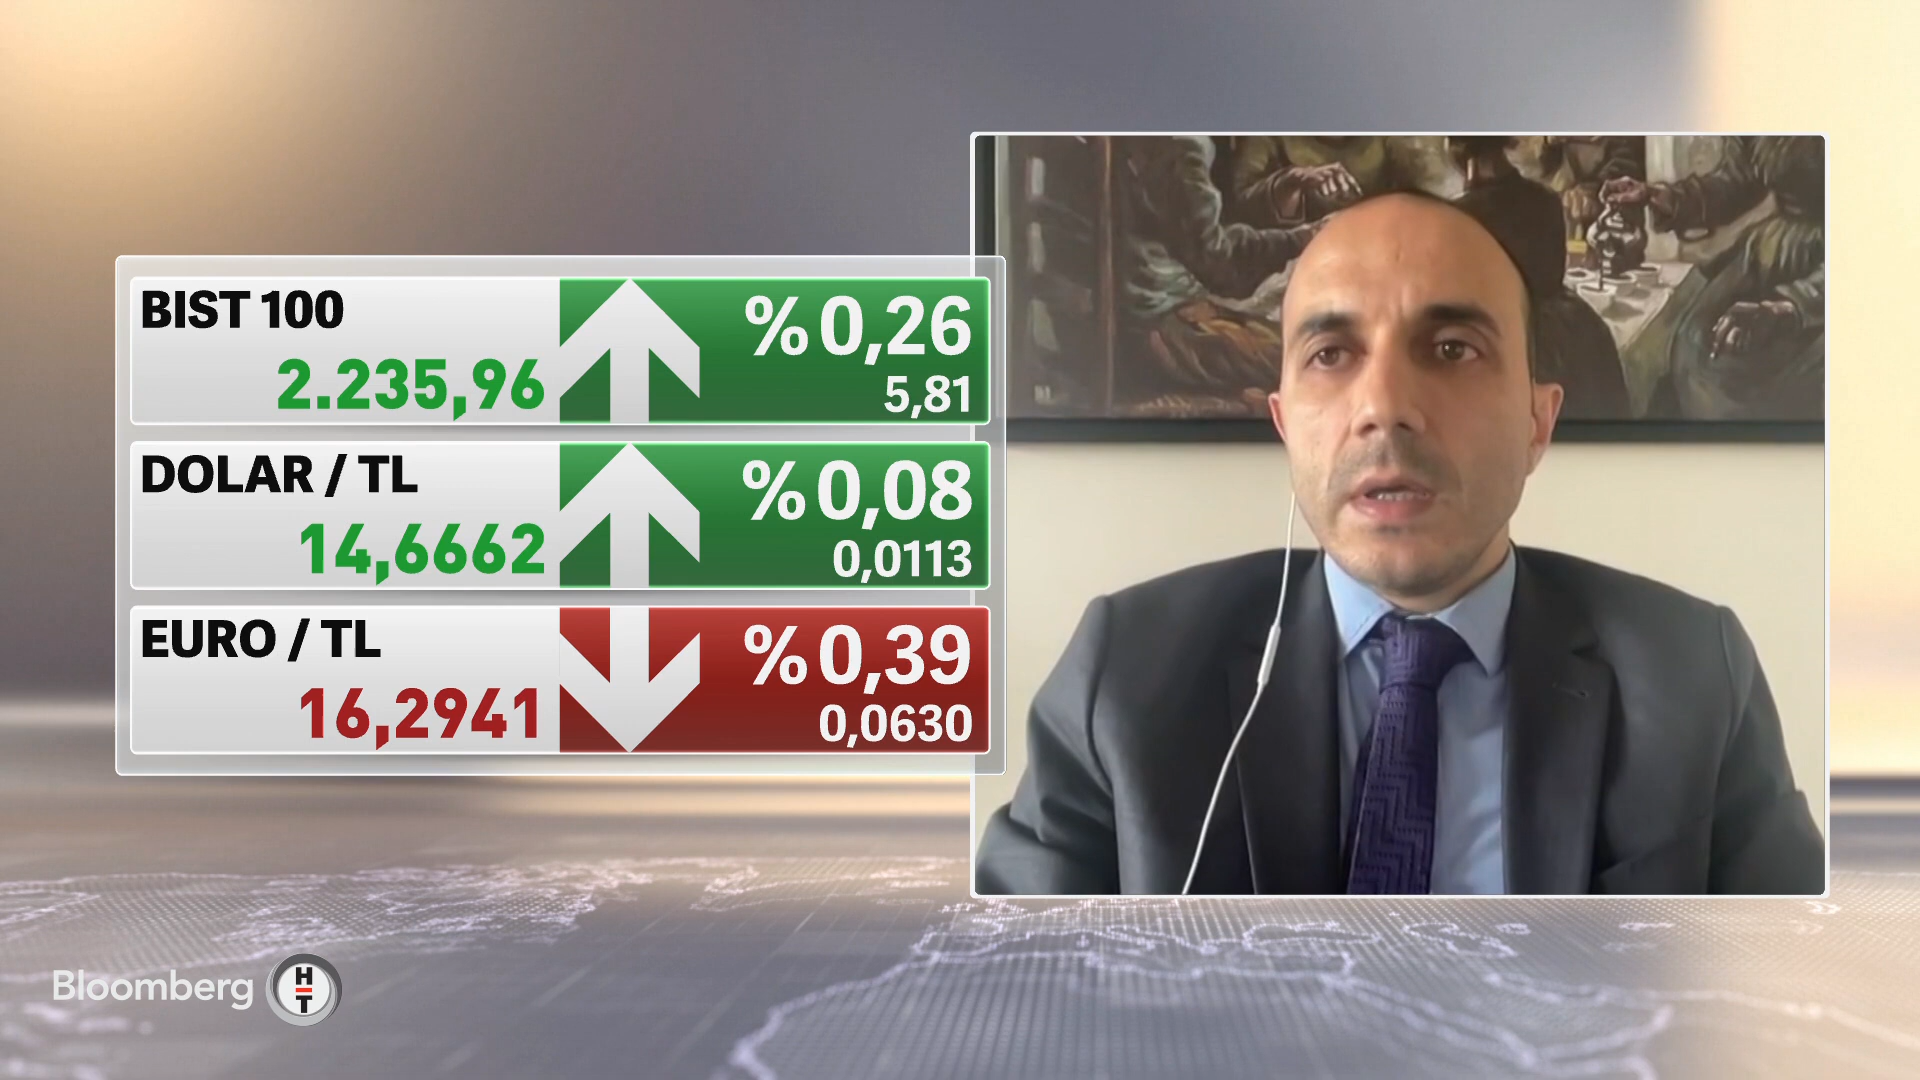 BIST 100
2.235,96
%0,26
5,81
DOLAR / TL
14,6662
%0,08
0,0113
EURO / TL
16,2941
%0,39
0,0630
Bloomberg HT